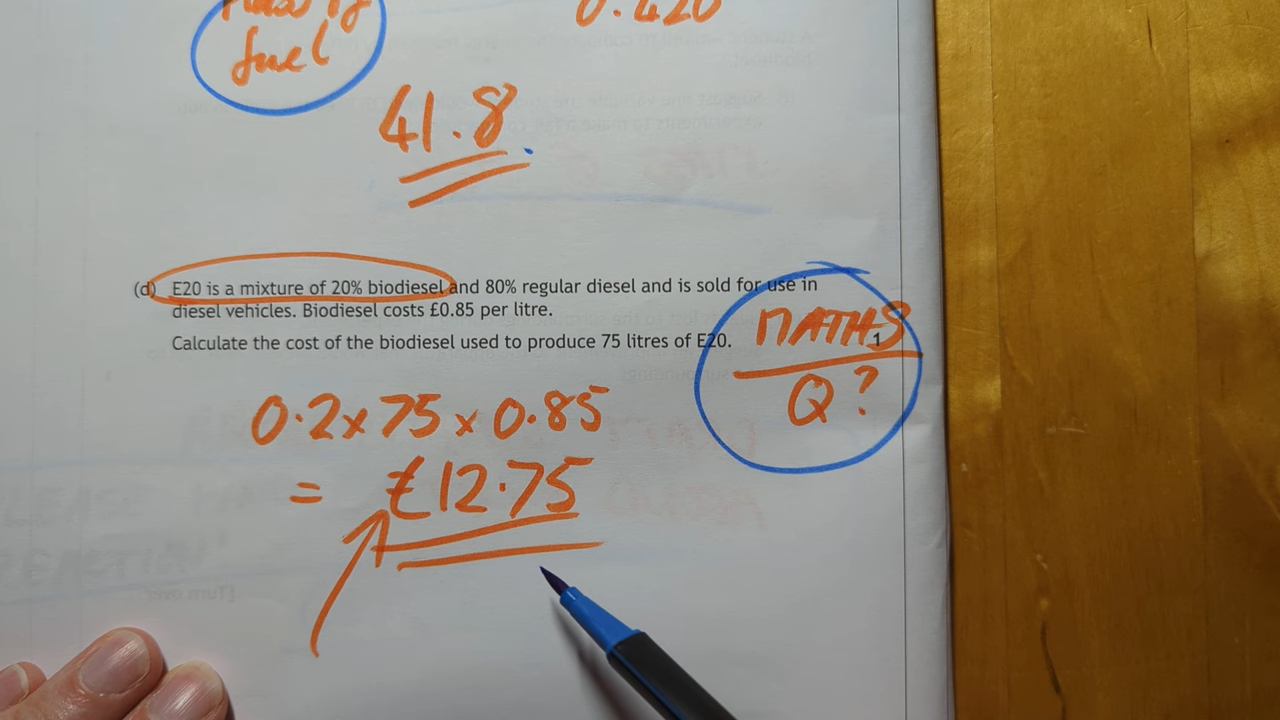 fuel
0.420
41.8
(d) E20 is a mixture of 20% biodiesel and 80% regular diesel and is sold for use in
diesel vehicles. Biodiesel costs £0.85 per litre.
Calculate the cost of the biodiesel used to produce 75 litres of E20. 1
MATHS
Q?
0.2 x 75 x 0.85
= £12.75